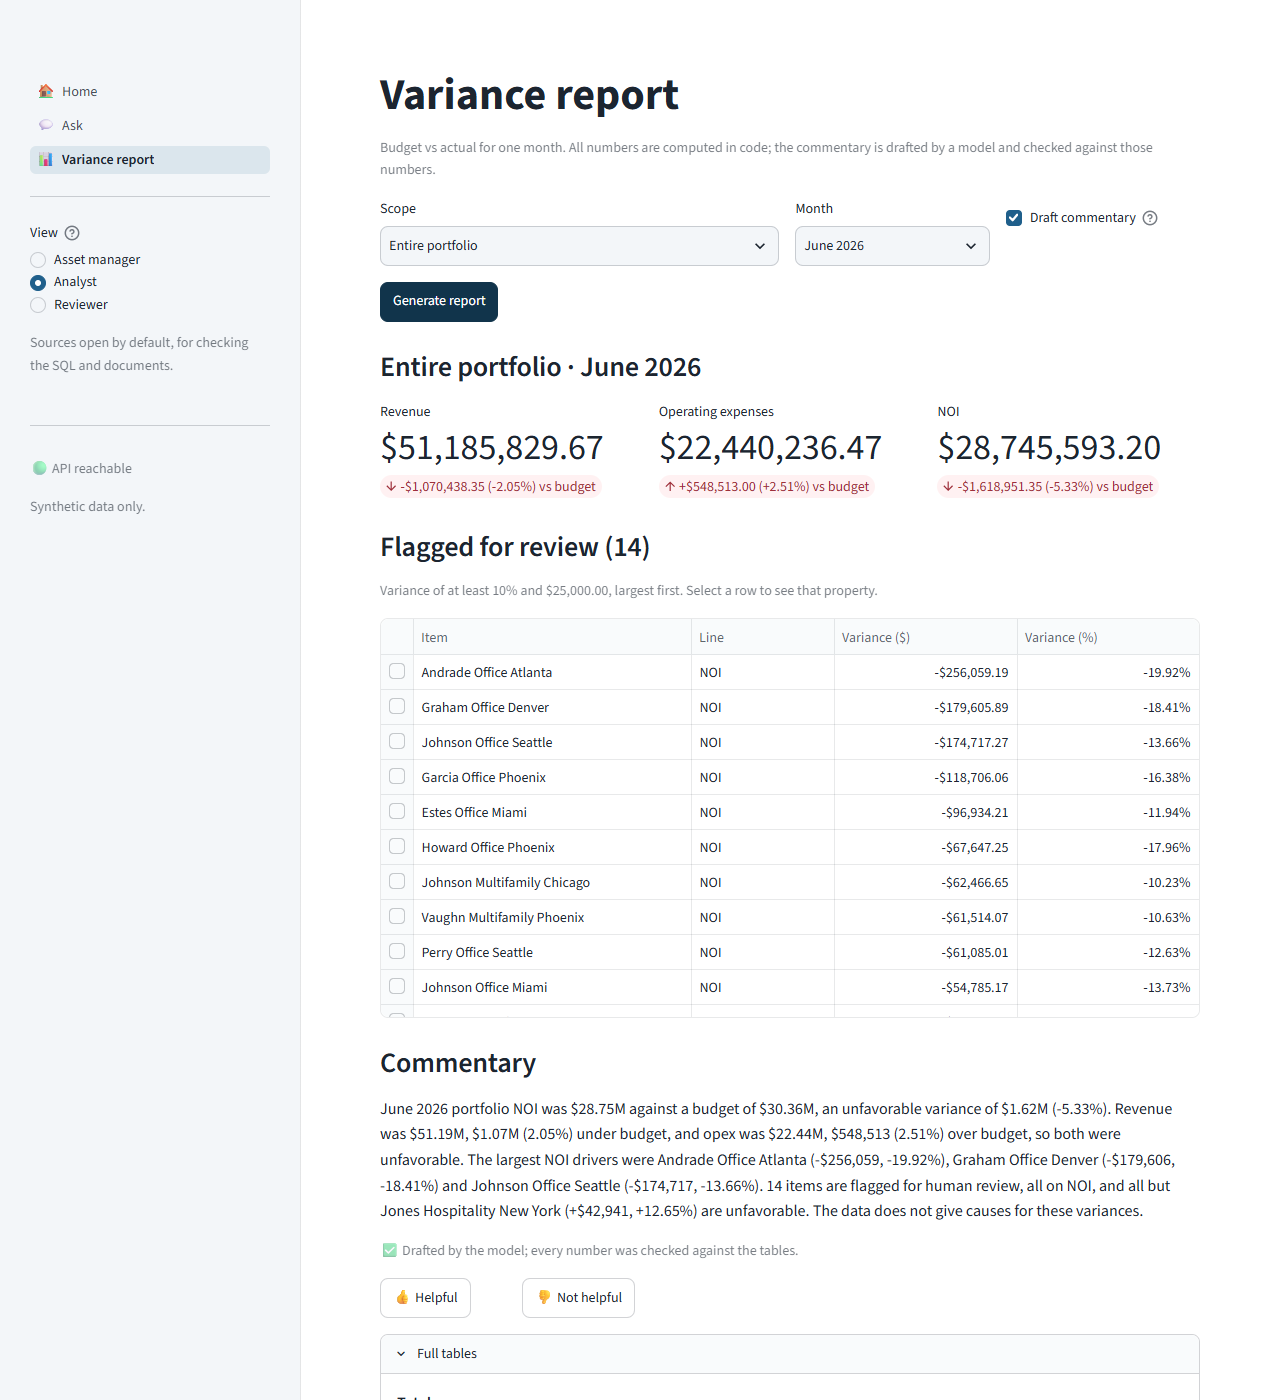 Home
Ask
Variance report
View
Asset manager
Analyst
Reviewer
Sources open by default, for checking
the SQL and documents.
API reachable
Synthetic data only.
Variance report
Budget vs actual for one month. All numbers are computed in code; the commentary is drafted by a model and checked against those
numbers.
Scope
Month
Entire portfolio
June 2026
Draft commentary
Generate report
Entire portfolio · June 2026
Revenue
Operating expenses
NOI
$51,185,829.67
$22,440,236.47
$28,745,593.20
↓ -$1,070,438.35 (-2.05%) vs budget
↑ +$548,513.00 (+2.51%) vs budget
↓ -$1,618,951.35 (-5.33%) vs budget
Flagged for review (14)
Variance of at least 10% and $25,000.00, largest first. Select a row to see that property.
Item Line Variance ($) Variance (%)
Andrade Office Atlanta NOI -$256,059.19 -19.92%
Graham Office Denver NOI -$179,605.89 -18.41%
Johnson Office Seattle NOI -$174,717.27 -13.66%
Garcia Office Phoenix NOI -$118,706.06 -16.38%
Estes Office Miami NOI -$96,934.21 -11.94%
Howard Office Phoenix NOI -$67,647.25 -17.96%
Johnson Multifamily Chicago NOI -$62,466.65 -10.23%
Vaughn Multifamily Phoenix NOI -$61,514.07 -10.63%
Perry Office Seattle NOI -$61,085.01 -12.63%
Johnson Office Miami NOI -$54,785.17 -13.73%
Commentary
June 2026 portfolio NOI was $28.75M against a budget of $30.36M, an unfavorable variance of $1.62M (-5.33%). Revenue
was $51.19M, $1.07M (2.05%) under budget, and opex was $22.44M, $548,513 (2.51%) over budget, so both were
unfavorable. The largest NOI drivers were Andrade Office Atlanta (-$256,059, -19.92%), Graham Office Denver (-$179,606,
-18.41%) and Johnson Office Seattle (-$174,717, -13.66%). 14 items are flagged for human review, all on NOI, and all but
Jones Hospitality New York (+$42,941, +12.65%) are unfavorable. The data does not give causes for these variances.
Drafted by the model; every number was checked against the tables.
Helpful
Not helpful
Full tables